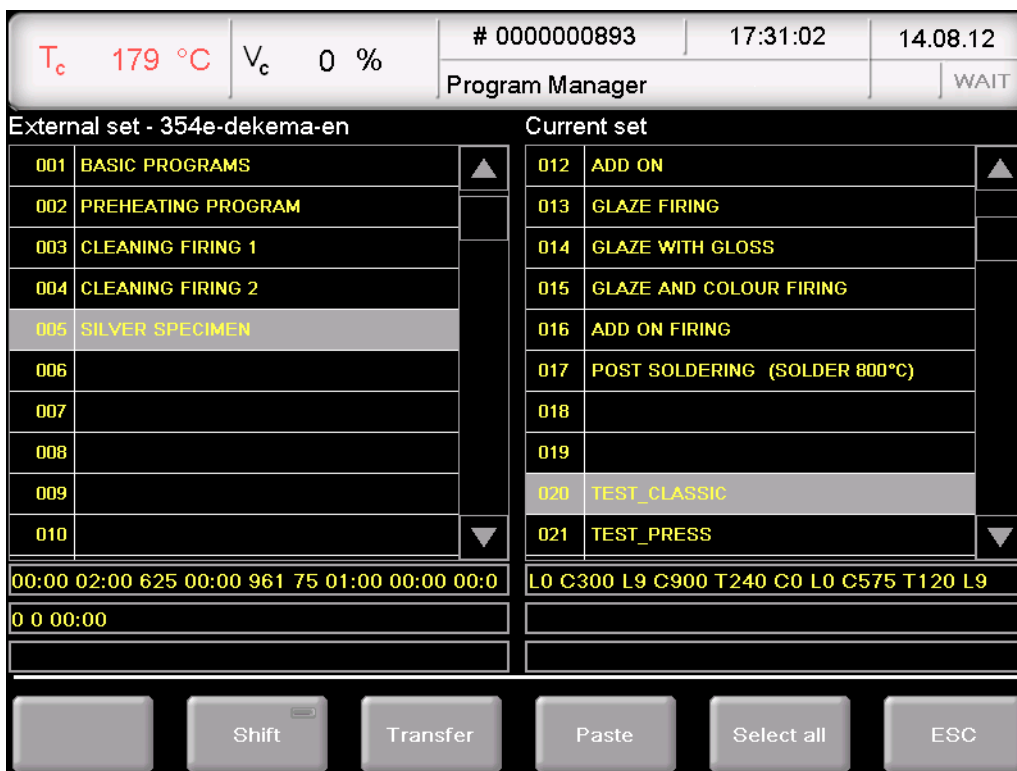 Tc 179 °C Vc 0 % # 0000000893 17:31:02 14.08.12
Program Manager WAIT
External set - 354e-dekema-en
001 BASIC PROGRAMS
002 PREHEATING PROGRAM
003 CLEANING FIRING 1
004 CLEANING FIRING 2
005 SILVER SPECIMEN
006
007
008
009
010
00:00 02:00 625 00:00 961 75 01:00 00:00 00:0
0 0 00:00
Current set
012 ADD ON
013 GLAZE FIRING
014 GLAZE WITH GLOSS
015 GLAZE AND COLOUR FIRING
016 ADD ON FIRING
017 POST SOLDERING (SOLDER 800°C)
018
019
020 TEST_CLASSIC
021 TEST_PRESS
L0 C300 L9 C900 T240 C0 L0 C575 T120 L9
Shift Transfer Paste Select all ESC